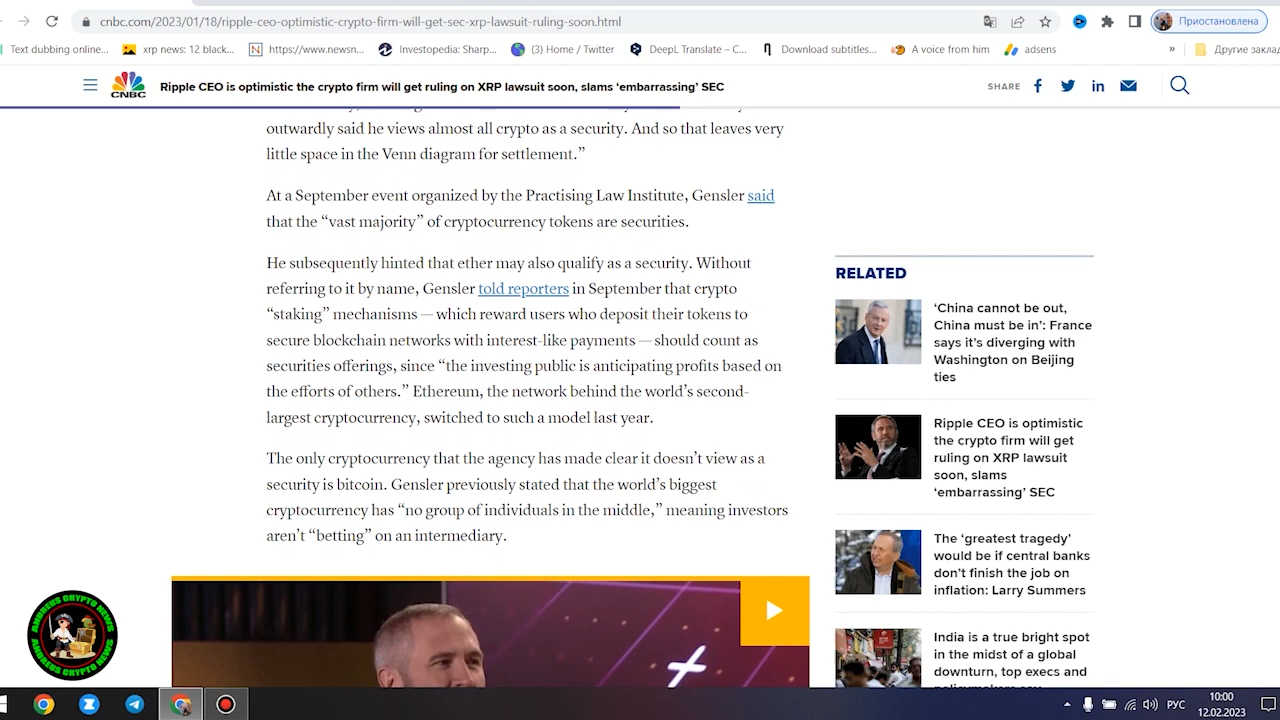 cnbc.com/2023/01/18/ripple-ceo-optimistic-crypto-firm-will-get-sec-xrp-lawsuit-ruling-soon.html
Приостановлена
Text dubbing online...
xrp news: 12 black...
https://www.newsn...
Investopedia: Sharp...
(3) Home / Twitter
DeepL Translate – C...
Download subtitles...
A voice from him
adsens
»
Другие закла
CNBC
Ripple CEO is optimistic the crypto firm will get ruling on XRP lawsuit soon, slams ‘embarrassing’ SEC
SHARE
outwardly said he views almost all crypto as a security. And so that leaves very
little space in the Venn diagram for settlement.”
At a September event organized by the Practising Law Institute, Gensler said
that the “vast majority” of cryptocurrency tokens are securities.
He subsequently hinted that ether may also qualify as a security. Without
referring to it by name, Gensler told reporters in September that crypto
“staking” mechanisms — which reward users who deposit their tokens to
secure blockchain networks with interest-like payments — should count as
securities offerings, since “the investing public is anticipating profits based on
the efforts of others.” Ethereum, the network behind the world’s second-
largest cryptocurrency, switched to such a model last year.
The only cryptocurrency that the agency has made clear it doesn’t view as a
security is bitcoin. Gensler previously stated that the world’s biggest
cryptocurrency has “no group of individuals in the middle,” meaning investors
aren’t “betting” on an intermediary.
RELATED
‘China cannot be out,
China must be in’: France
says it’s diverging with
Washington on Beijing
ties
Ripple CEO is optimistic
the crypto firm will get
ruling on XRP lawsuit
soon, slams
‘embarrassing’ SEC
The ‘greatest tragedy’
would be if central banks
don’t finish the job on
inflation: Larry Summers
India is a true bright spot
in the midst of a global
downturn, top execs and
ANDREUS CRYPTO NEWS
ANDREUS CRYPTO NEWS
РУС
10:00
12.02.2023